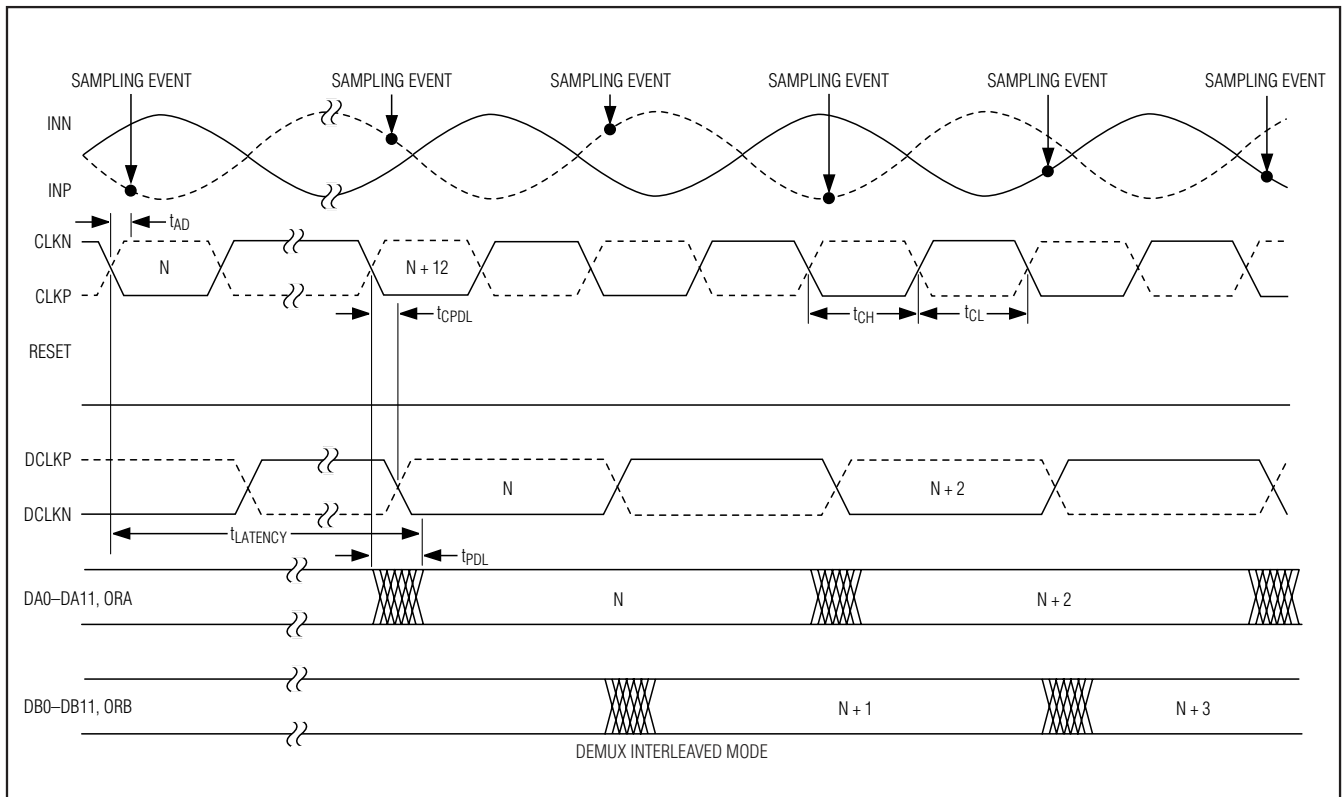 SAMPLING EVENT SAMPLING EVENT SAMPLING EVENT SAMPLING EVENT SAMPLING EVENT SAMPLING EVENT
INN
INP
tAD
CLKN
N N + 12
CLKP
tCPDL tCH tCL
RESET
DCLKP
N N + 2
DCLKN
tLATENCY
tPDL
DA0–DA11, ORA N N + 2
DB0–DB11, ORB N + 1 N + 3
DEMUX INTERLEAVED MODE